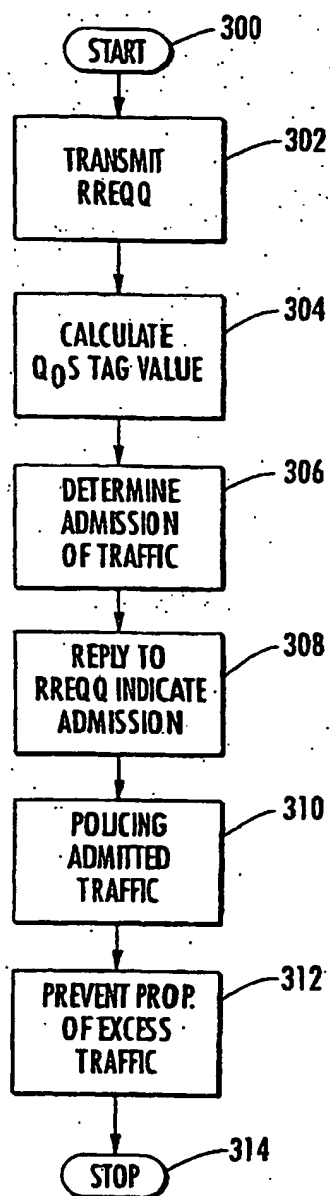 START
300
TRANSMIT
RREQQ
302
CALCULATE
QOS TAG VALUE
304
DETERMINE
ADMISSION
OF TRAFFIC
306
REPLY TO
RREQQ INDICATE
ADMISSION
308
POLICING
ADMITTED
TRAFFIC
310
PREVENT PROP.
OF EXCESS
TRAFFIC
312
STOP
314